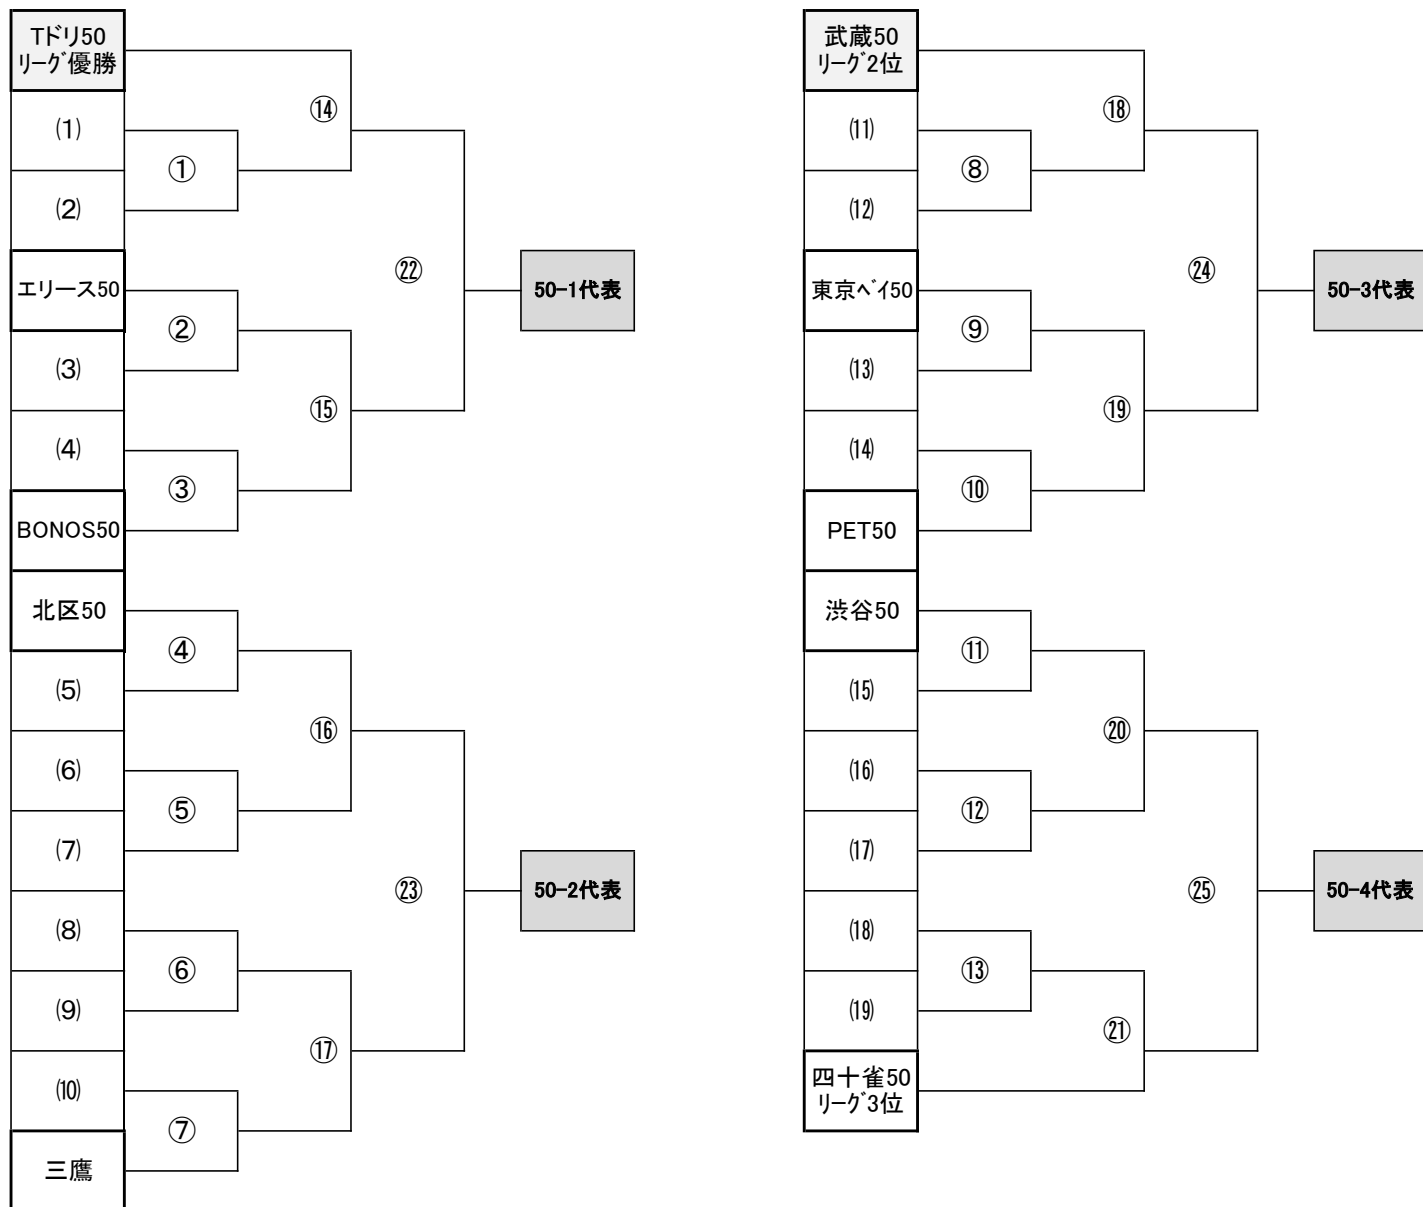 Tドリ50
リーグ優勝
(1)
(2)
エリース50
(3)
(4)
BONOS50
北区50
(5)
(6)
(7)
(8)
(9)
(10)
三鷹
①
②
③
④
⑤
⑥
⑦
⑭
⑮
⑯
⑰
㉒
㉓
50-1代表
50-2代表
武蔵50
リーグ2位
(11)
(12)
東京ベイ50
(13)
(14)
PET50
渋谷50
(15)
(16)
(17)
(18)
(19)
四十雀50
リーグ3位
⑧
⑨
⑩
⑪
⑫
⑬
⑱
⑲
⑳
㉑
㉔
㉕
50-3代表
50-4代表